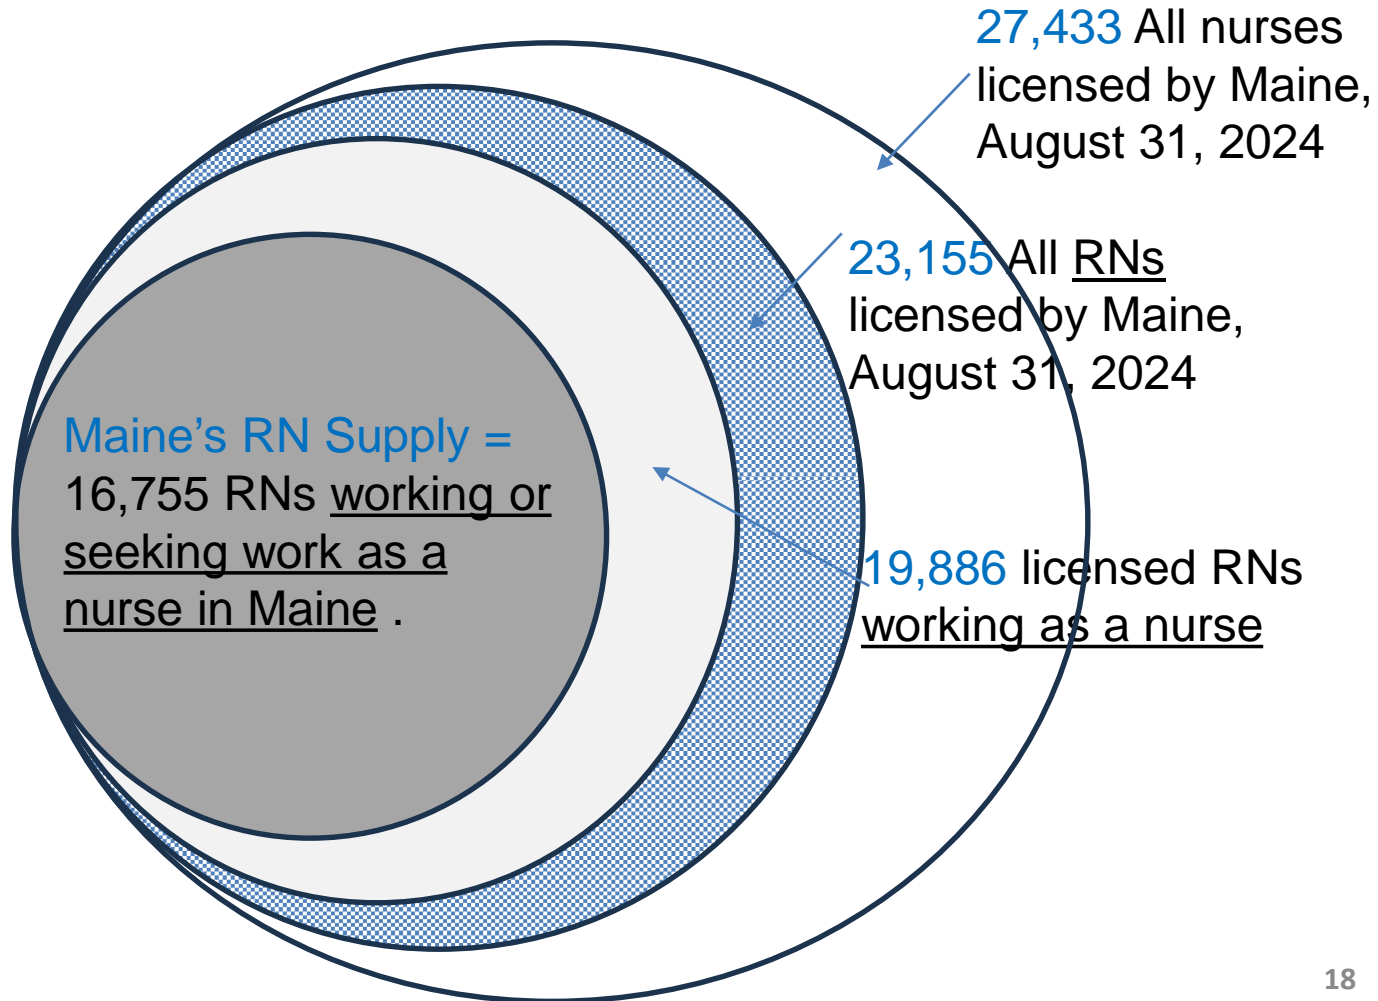 27,433 All nurses
licensed by Maine,
August 31, 2024
23,155 All RNs
licensed by Maine,
August 31, 2024
Maine’s RN Supply =
16,755 RNs working or
seeking work as a
nurse in Maine .
19,886 licensed RNs
working as a nurse
18